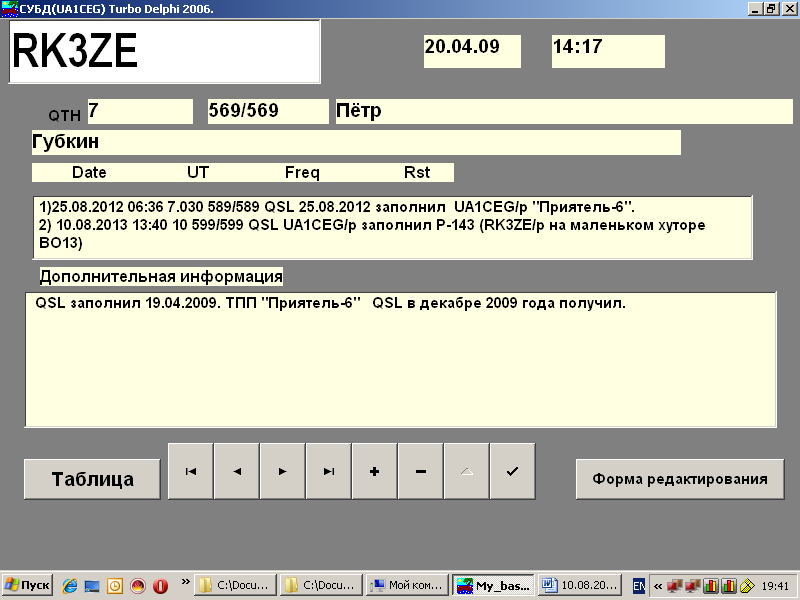 СУБД(UA1CEG) Turbo Delphi 2006.
RK3ZE
20.04.09 14:17
QTH 7 569/569 Пётр
Губкин
Date UT Freq Rst
1)25.08.2012 06:36 7.030 589/589 QSL 25.08.2012 заполнил UA1CEG/p "Приятель-6".
2) 10.08.2013 13:40 10 599/599 QSL UA1CEG/p заполнил Р-143 (RK3ZE/p на маленьком хуторе
ВО13)
Дополнительная информация
QSL заполнил 19.04.2009. ТПП "Приятель-6" QSL в декабре 2009 года получил.
Таблица
Форма редактирования
Пуск » C:\Docu... C:\Docu... Мой ком... My_bas... 10.08.20... EN « 19:41